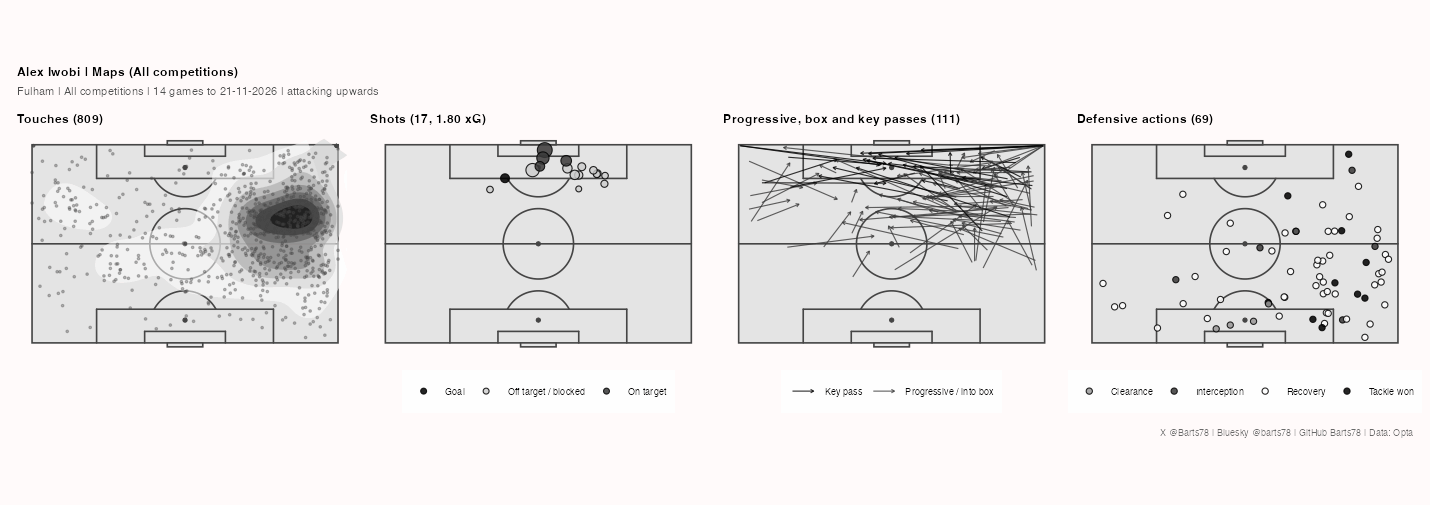 Alex Iwobi | Maps (All competitions)
Fulham | All competitions | 14 games to 21-11-2026 | attacking upwards
Touches (809)
Shots (17, 1.80 xG)
Progressive, box and key passes (111)
Defensive actions (69)
Goal
Off target / blocked
On target
Key pass
Progressive / into box
Clearance
Interception
Recovery
Tackle won
X @Barts78 | Bluesky @barts78 | GitHub Barts78 | Data: Opta